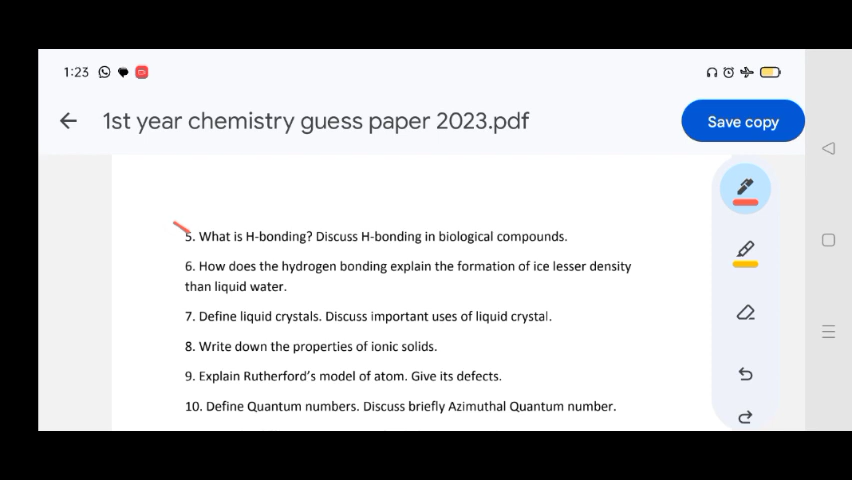 1:23
1st year chemistry guess paper 2023.pdf
Save copy
5. What is H-bonding? Discuss H-bonding in biological compounds.
6. How does the hydrogen bonding explain the formation of ice lesser density
than liquid water.
7. Define liquid crystals. Discuss important uses of liquid crystal.
8. Write down the properties of ionic solids.
9. Explain Rutherford's model of atom. Give its defects.
10. Define Quantum numbers. Discuss briefly Azimuthal Quantum number.